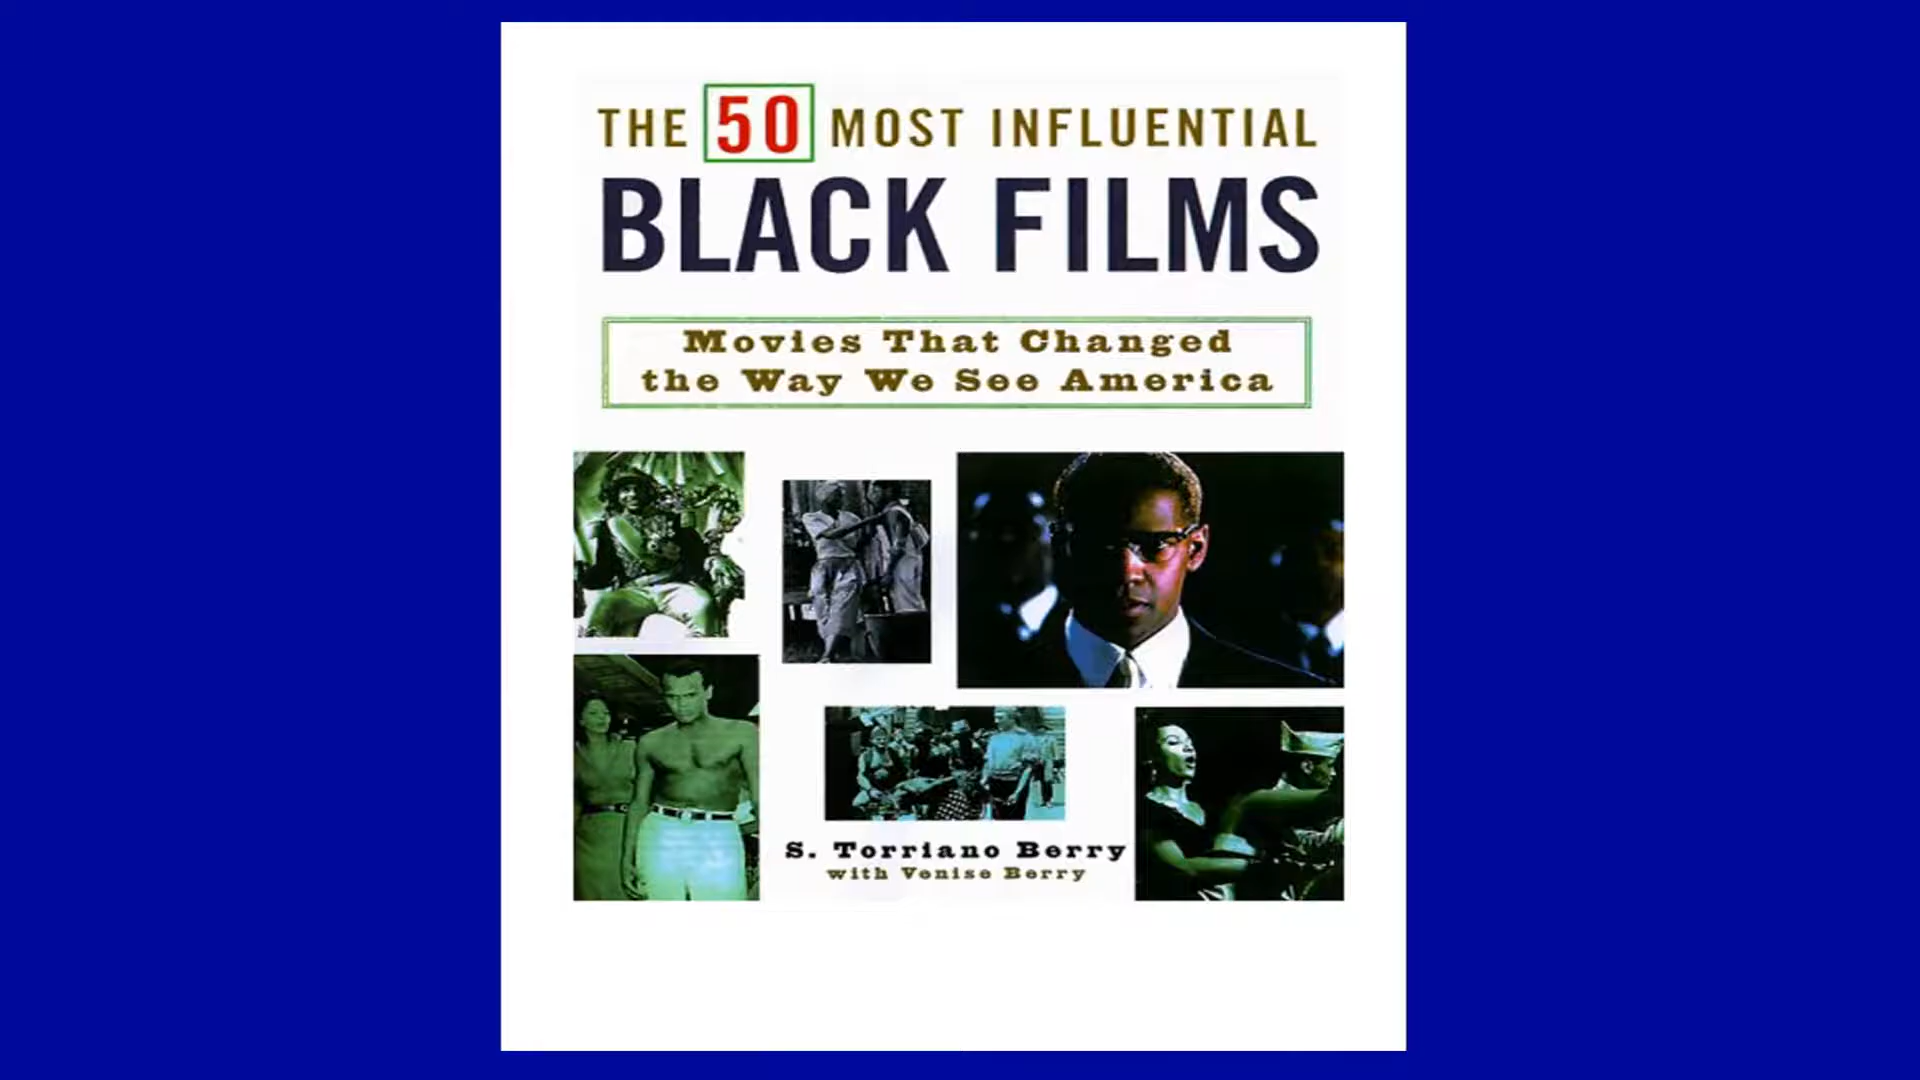 THE 50 MOST INFLUENTIAL
BLACK FILMS
Movies That Changed
the Way We See America
S. Torriano Berry
with Venise Berry